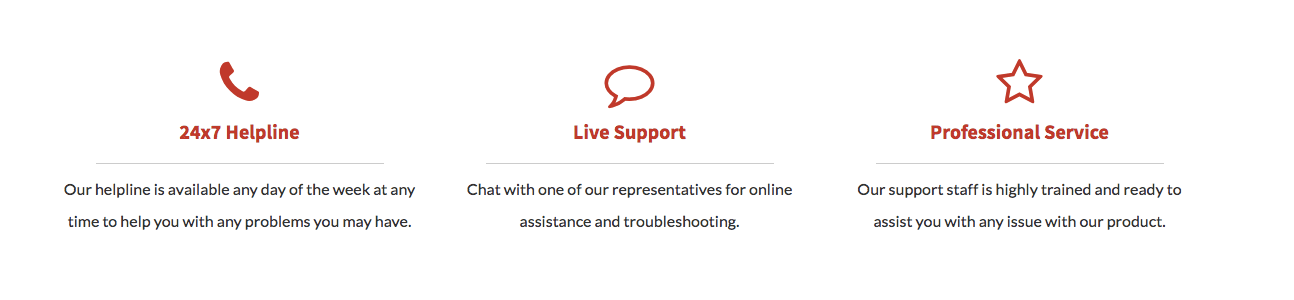 24x7 Helpline
Our helpline is available any day of the week at any
time to help you with any problems you may have.
Live Support
Chat with one of our representatives for online
assistance and troubleshooting.
Professional Service
Our support staff is highly trained and ready to
assist you with any issue with our product.